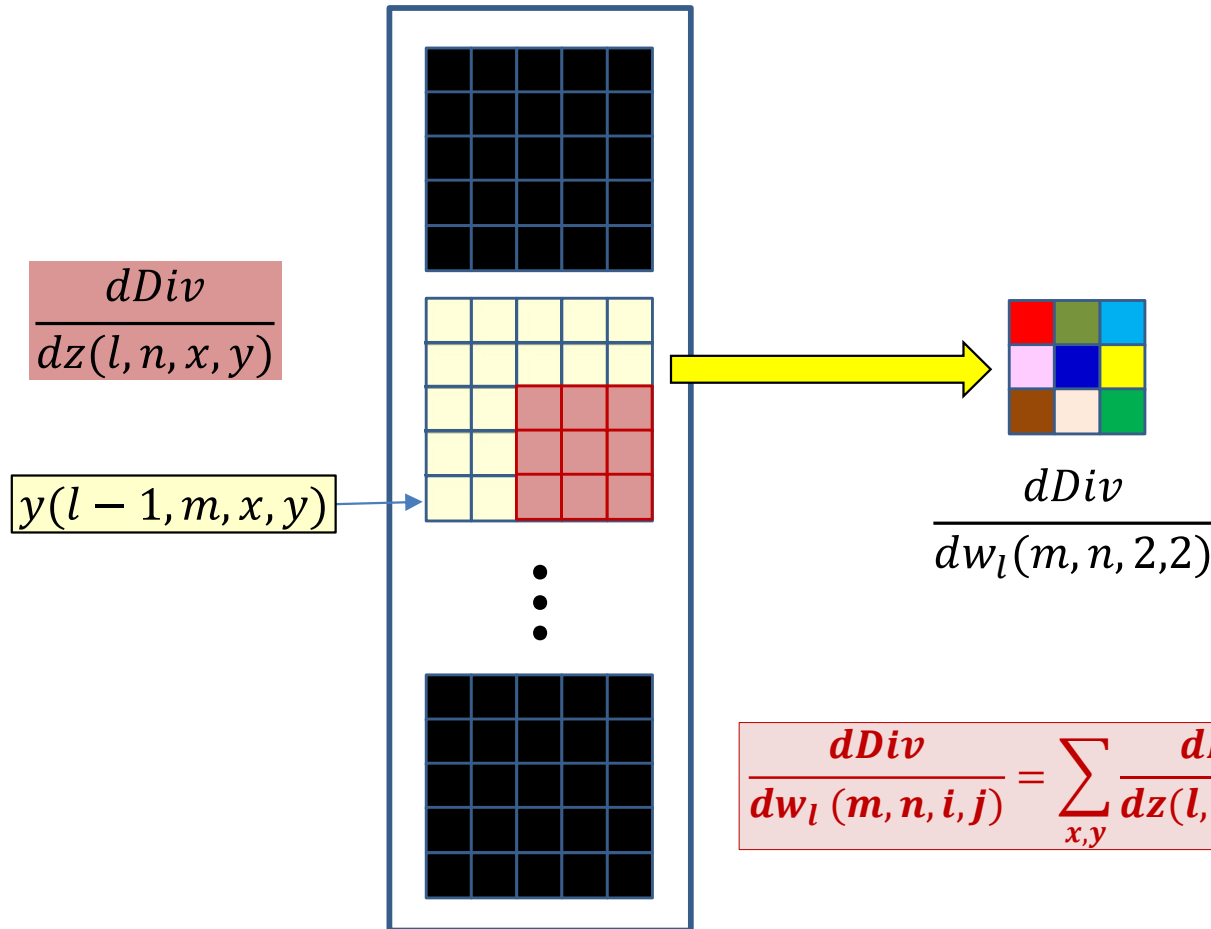 dDiv
dz(l, n, x, y)
y(l − 1, m, x, y)
dDiv
dw_l(m, n, 2,2)
dDiv
dw_l (m, n, i, j)
= ∑
x,y
dz(l,